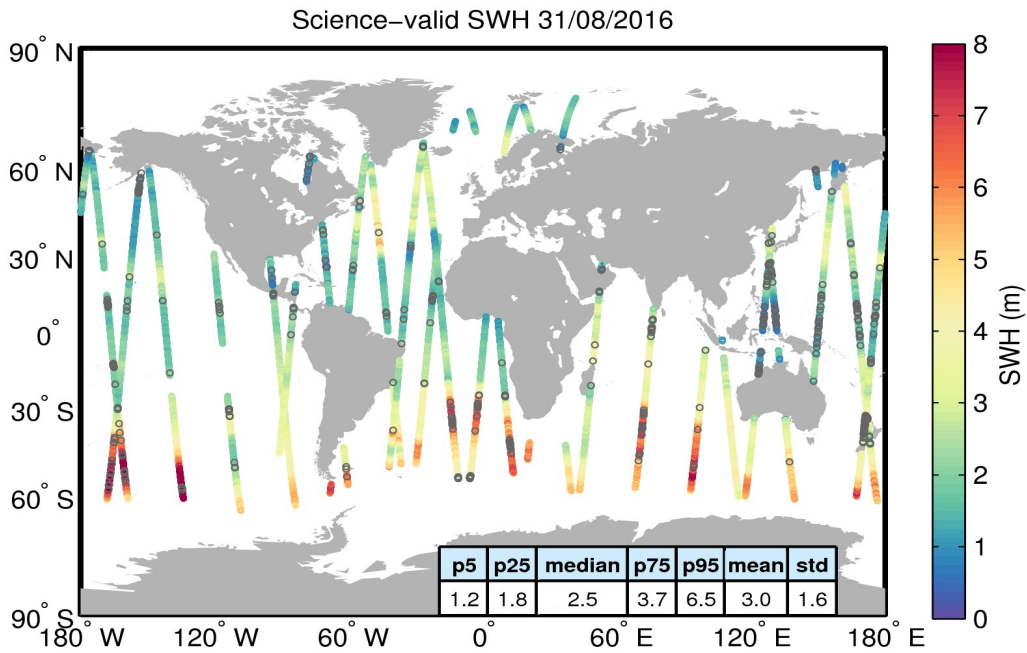 Science−valid SWH 31/08/2016
90° N
60° N
30° N
0°
30° S
60° S
90° S
180° W
120° W
60° W
0°
60° E
120° E
180° E
p5 p25 median p75 p95 mean std
1.2 1.8 2.5 3.7 6.5 3.0 1.6
8
7
6
5
4
3
2
1
0
SWH (m)